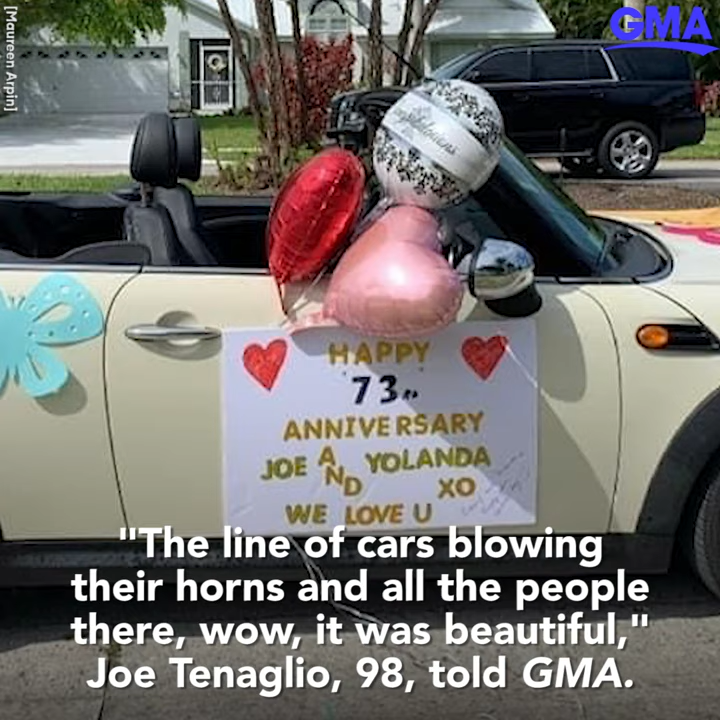 [Maureen Arpin]
GMA
HAPPY
73
ANNIVERSARY
JOE AND YOLANDA
XO
WE LOVE U
"The line of cars blowing
their horns and all the people
there, wow, it was beautiful,"
Joe Tenaglio, 98, told GMA.